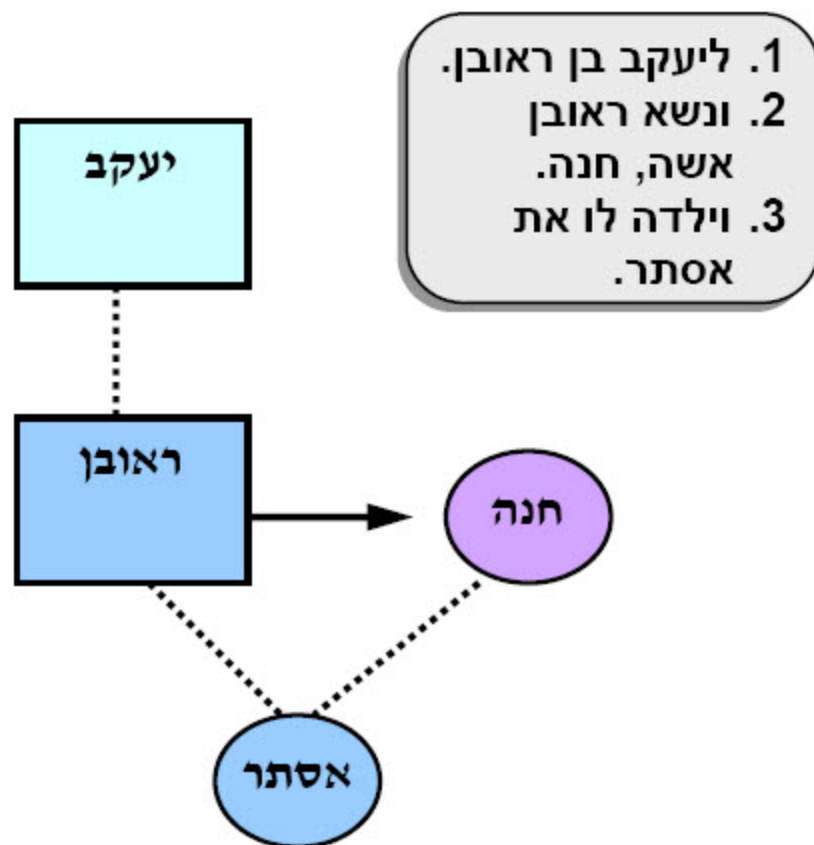 1. ליעקב בן ראובן.
2. ונשא ראובן
אשה, חנה.
3. וילדה לו את
אסתר.
יעקב
ראובן
חנה
אסתר